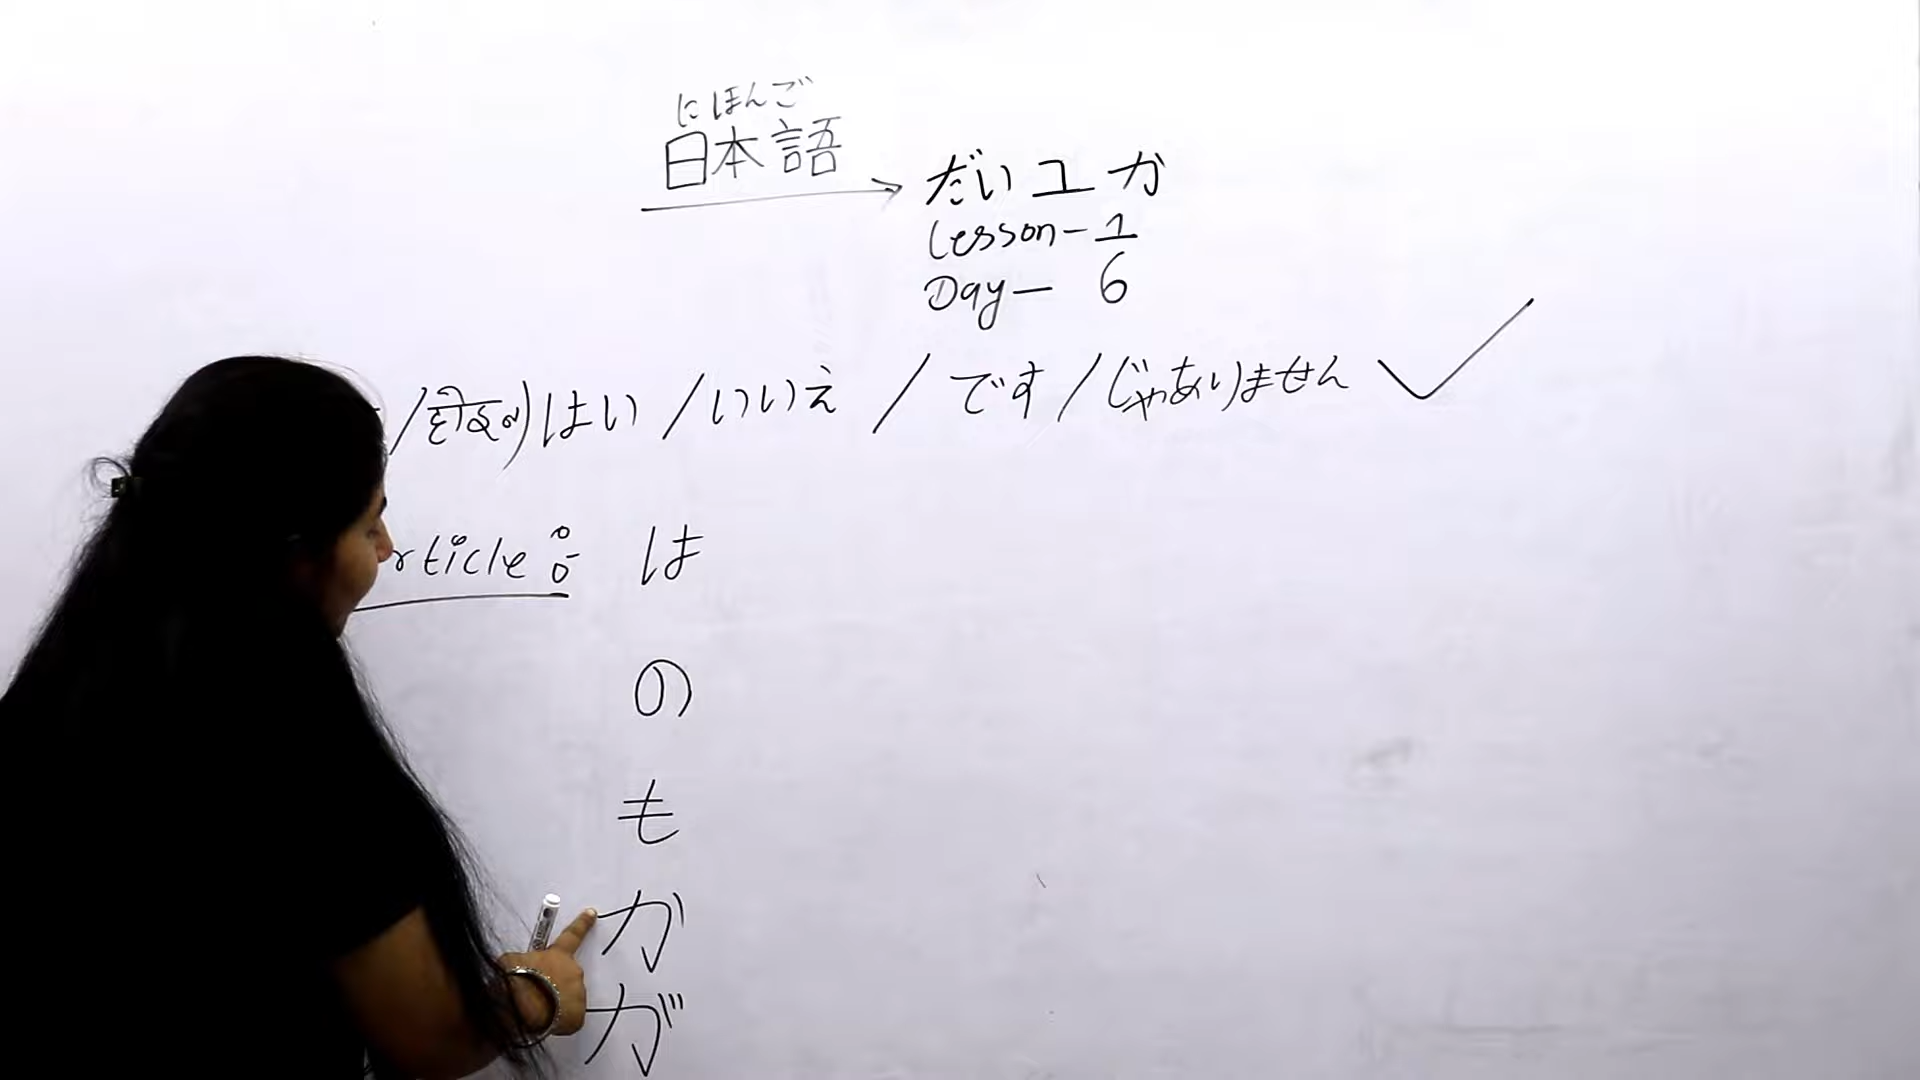 にほんご
日本語
だい1か
Lesson - 1
Day - 6
はい / いいえ / です / じゃありません
rticle : は
の
も
か
が